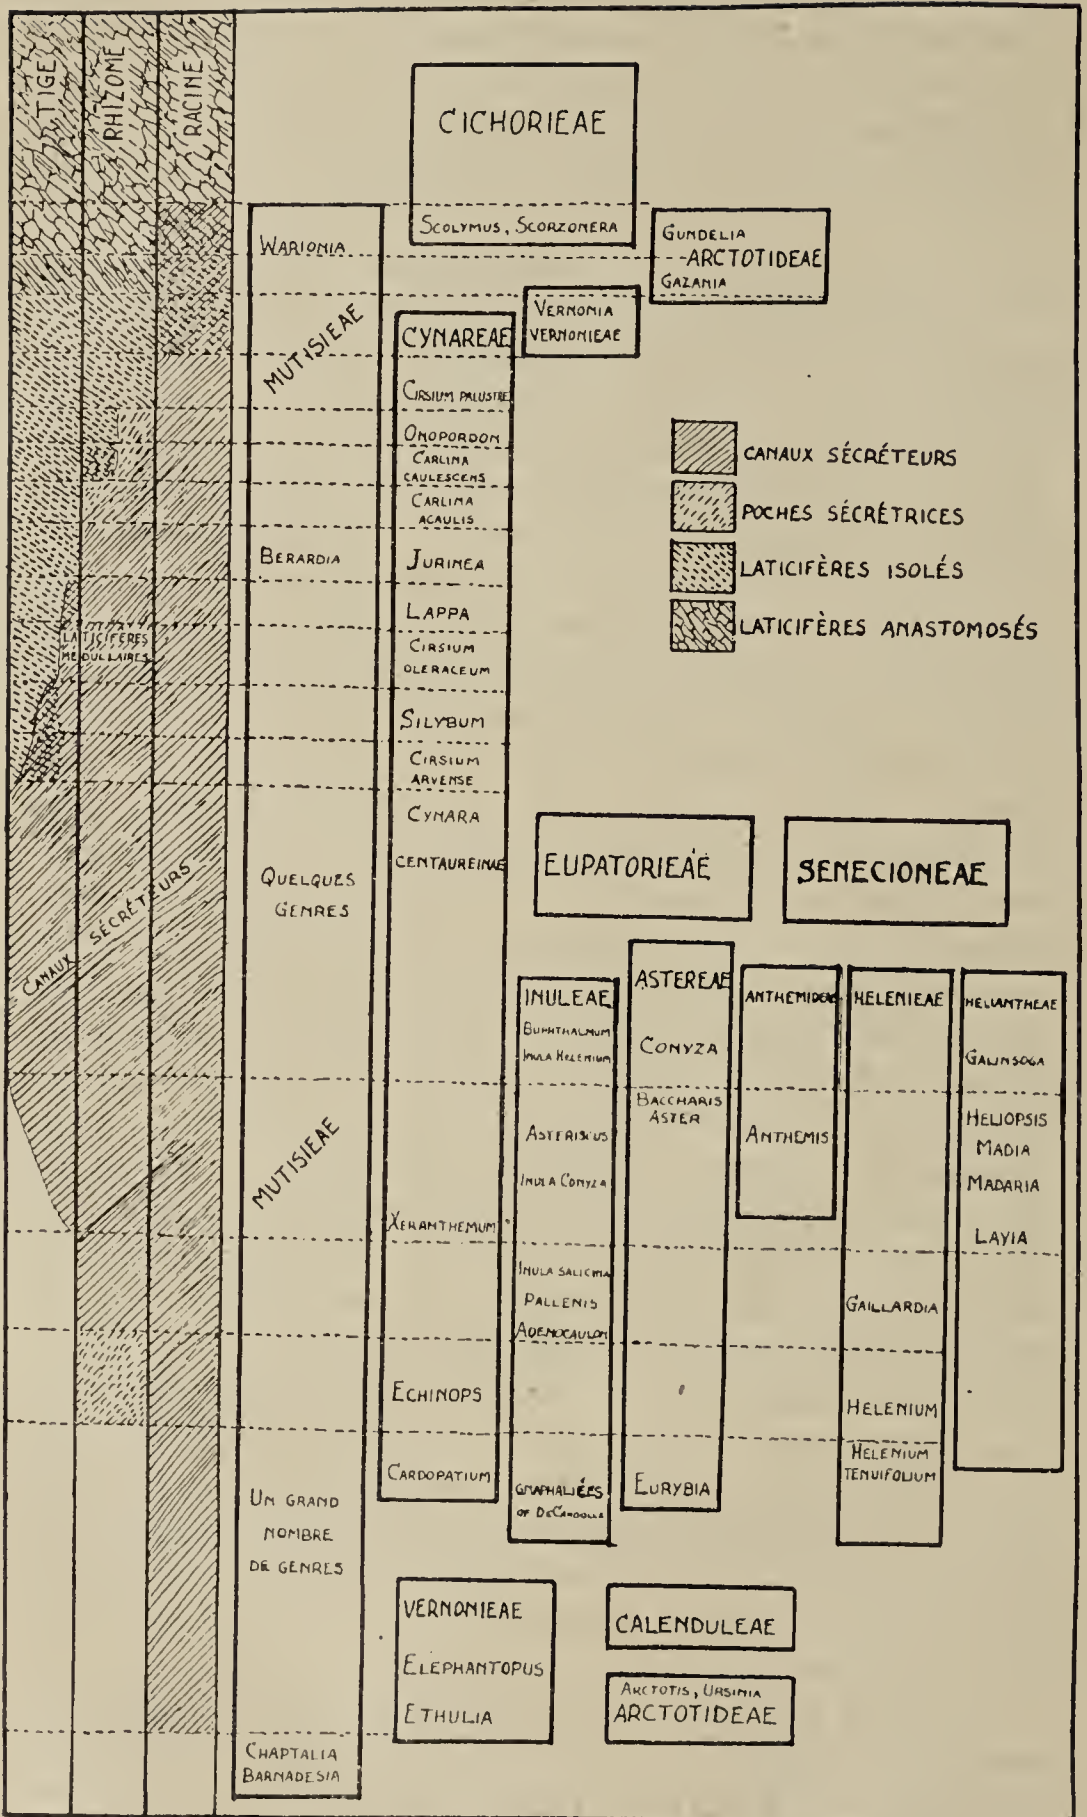 TIGE
RHIZOME
RACINE
CICHORIEAE
SCOLYMUS, SCORZONERA
GUNDELIA
ARCTOTIDEAE
GAZANIA
WARIONIA
MUTISIEAE
VERNONIA
VERNONIEAE
CYNAREAE
CIRSIUM PALUSTRE
ONOPORDON
CARLINA
CAULESCENS
CARLINA
ACAULIS
BERARDIA
JURINEA
LAPPA
LATICIFÈRES
MÉDULLAIRES
CIRSIUM
OLERACEUM
SILYBUM
CIRSIUM
ARVENSE
CYNARA
CENTAUREINAE
CANAUX SÉCRÉTEURS
POCHES SÉCRÉTRICES
LATICIFÈRES ISOLÉS
LATICIFÈRES ANASTOMOSÉS
QUELQUES
GENRES
CANAUX SÉCRÉTEURS
EUPATORIEAE
SENECIONEAE
INULEAE
BUPHTHALMUM
INULA HELENIUM
ASTERISCUS
INULA CONYZA
INULA SALICINA
PALLENIS
ADENOCAULON
GNAPHALIÉES
OF DECANDOLLE
ASTEREAE
CONYZA
BACCHARIS
ASTER
EURYBIA
ANTHEMIDEAE
ANTHEMIS
HELENIEAE
GAILLARDIA
HELENIUM
HELENIUM
TENUIFOLIUM
HELIANTHEAE
GALINSOGA
HELIOPSIS
MADIA
MADARIA
LAYIA
MUTISIEAE
XERANTHEMUM
ECHINOPS
CARDOPATIUM
UN GRAND
NOMBRE
DE GENRES
VERNONIEAE
ELEPHANTOPUS
ETHULIA
CALENDULEAE
ARCTOTIS, URSINIA
ARCTOTIDEAE
CHAPTALIA
BARNADESIA